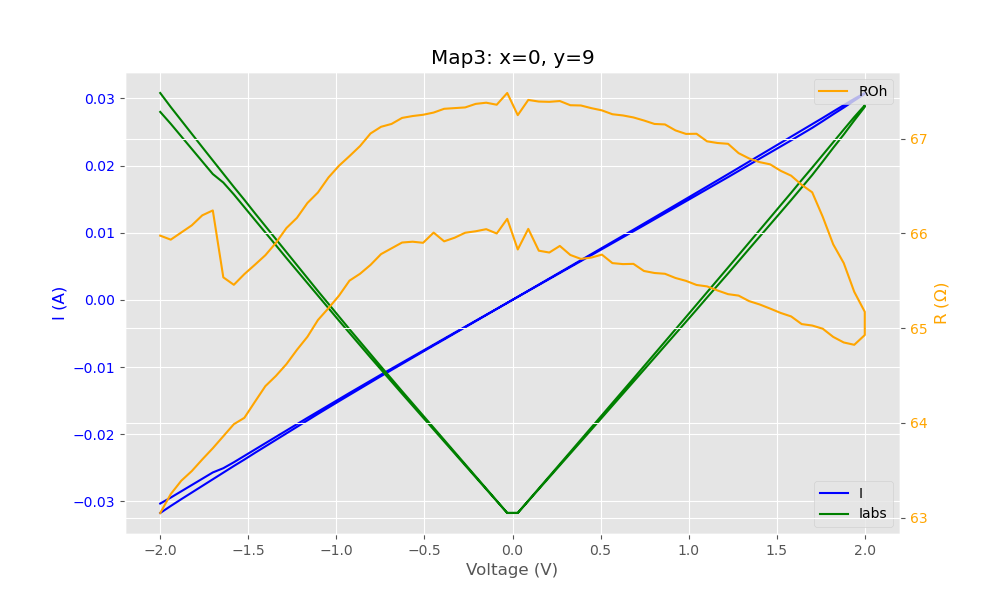 Map3: x=0, y=9
ROh
0.03
0.02
0.01
0.00
−0.01
−0.02
−0.03
I (A)
67
66
65
64
63
R (Ω)
I
Iabs
−2.0 −1.5 −1.0 −0.5 0.0 0.5 1.0 1.5 2.0
Voltage (V)